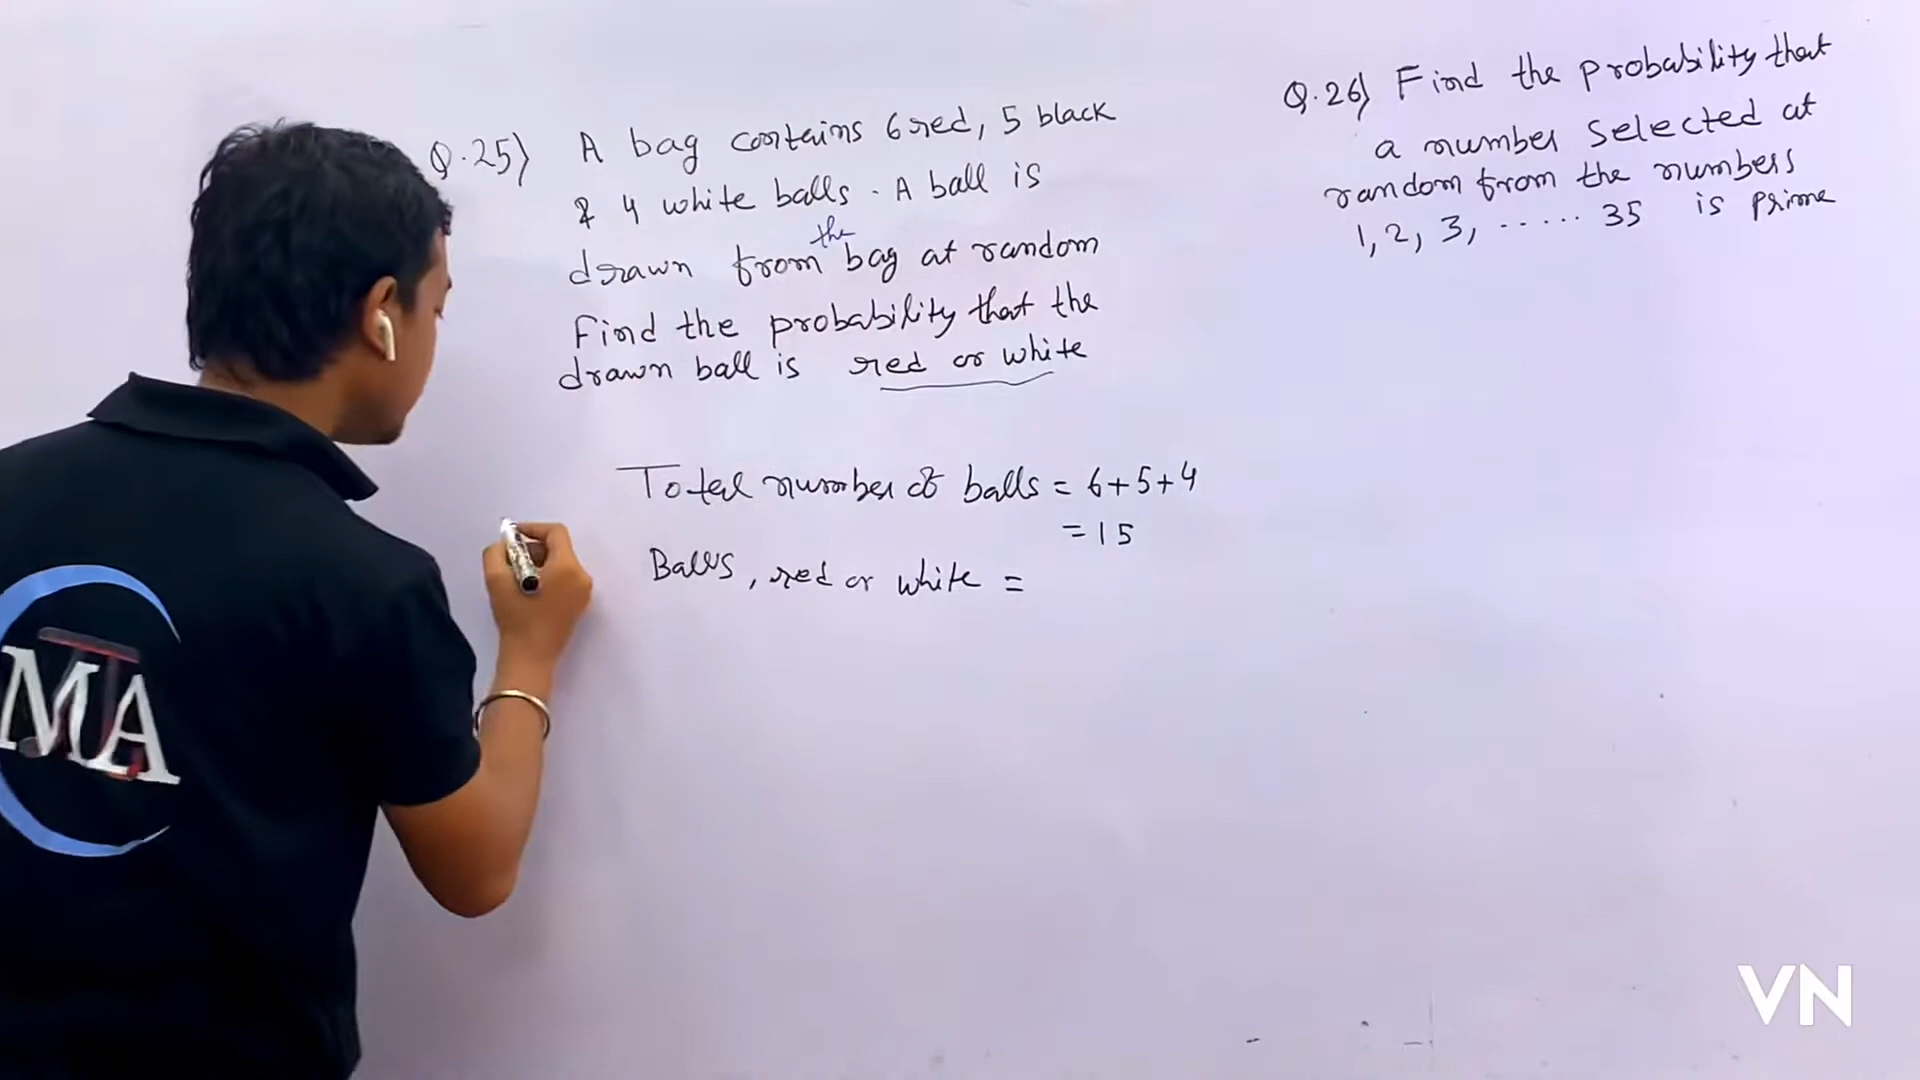 Q.25) A bag contains 6 red, 5 black
& 4 white balls. A ball is
drawn from the bag at random
Find the probability that the
drawn ball is red or white
Total number of balls = 6+5+4
= 15
Balls, red or white =
Q.26) Find the probability that
a number selected at
random from the numbers
1, 2, 3, ..... 35 is prime
MA
VN